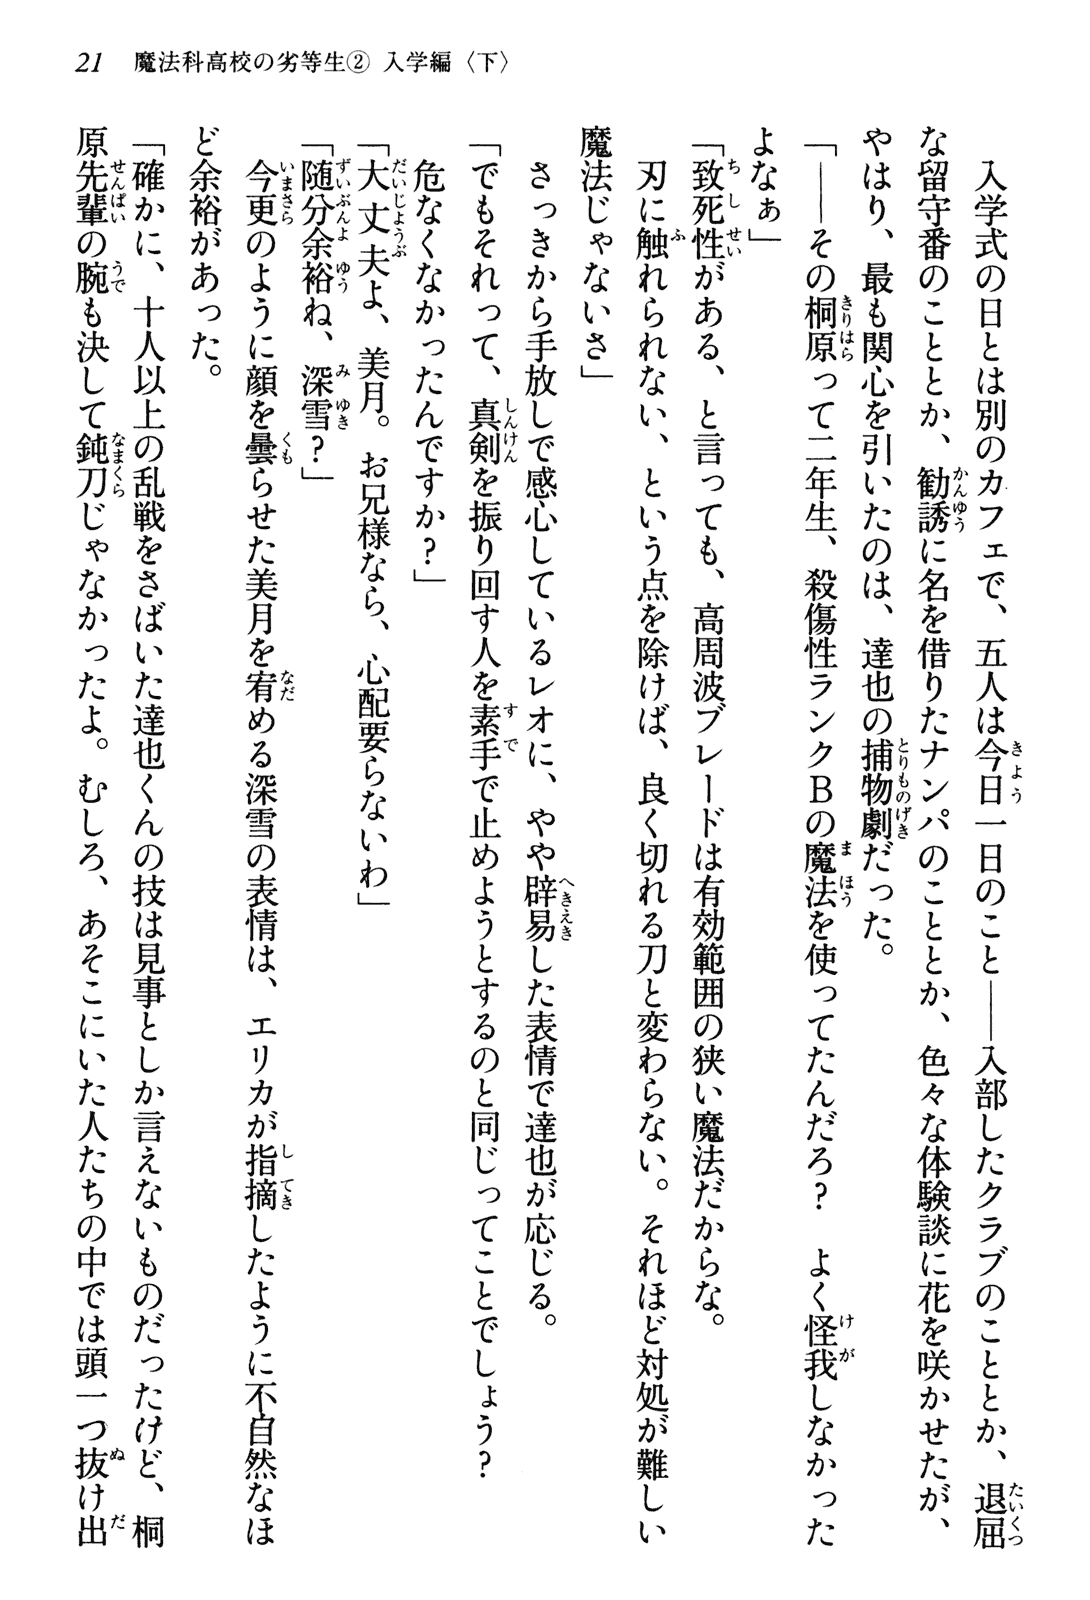 21　魔法科高校の劣等生② 入学編〈下〉
　入学式の日とは別のカフェで、五人は今日一日のこと――入部したクラブのこととか、退屈
な留守番のこととか、勧誘に名を借りたナンパのこととか、色々な体験談に花を咲かせたが、
やはり、最も関心を引いたのは、達也の捕物劇だった。
「――その桐原って二年生、殺傷性ランクBの魔法を使ってたんだろ？　よく怪我しなかった
よなぁ」
「致死性がある、と言っても、高周波ブレードは有効範囲の狭い魔法だからな。
　刃に触れられない、という点を除けば、良く切れる刀と変わらない。それほど対処が難しい
魔法じゃないさ」
　さっきから手放しで感心しているレオに、やや辟易した表情で達也が応じる。
「でもそれって、真剣を振り回す人を素手で止めようとするのと同じってことでしょう？
　危なくなかったんですか？」
「大丈夫よ、美月。お兄様なら、心配要らないわ」
「随分余裕ね、深雪？」
　今更のように顔を曇らせた美月を宥める深雪の表情は、エリカが指摘したように不自然なほ
ど余裕があった。
「確かに、十人以上の乱戦をさばいた達也くんの技は見事としか言えないものだったけど、桐
原先輩の腕も決して鈍刀じゃなかったよ。むしろ、あそこにいた人たちの中では頭一つ抜け出